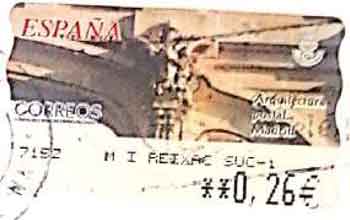 ESPAÑA
CORREOS
Arquitectura
postal.
Madrid
7152 M I REIXAC SUC-1
**0,26€